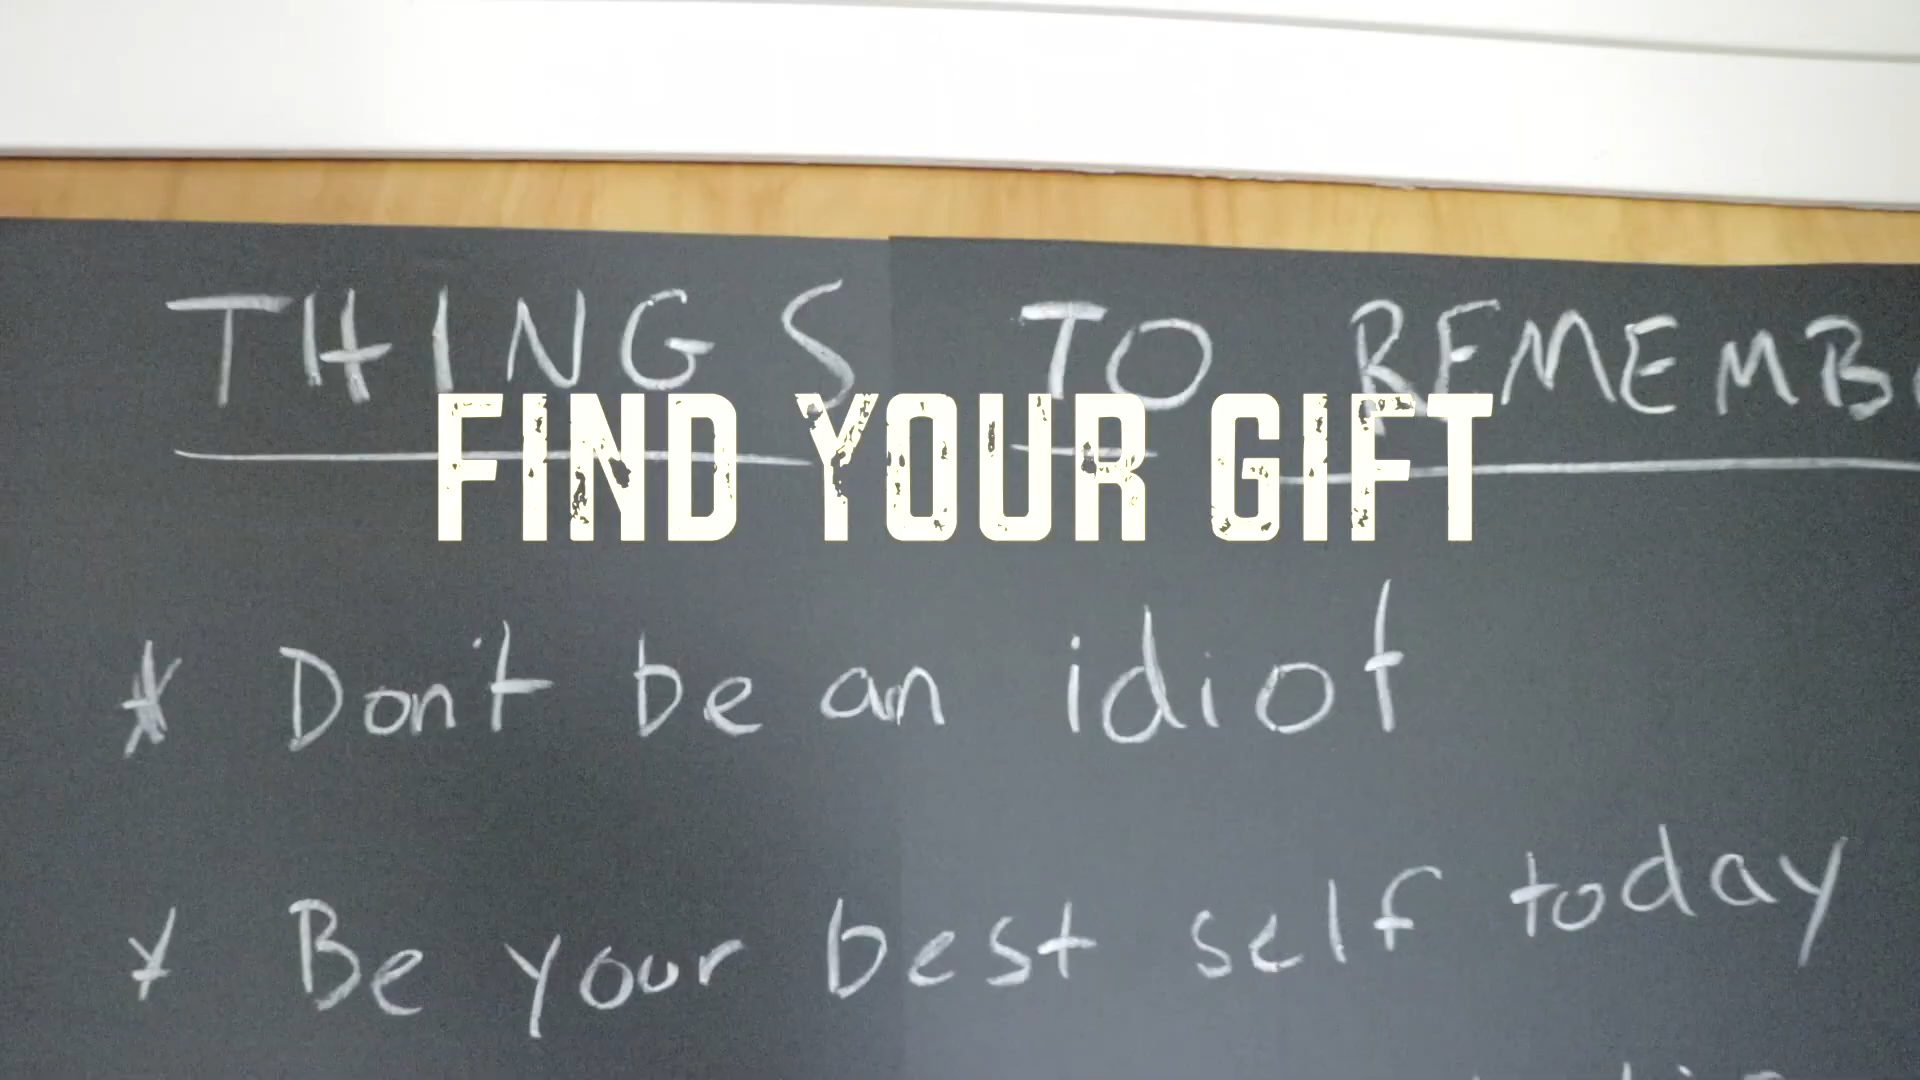 THINGS TO REMEMB
FIND YOUR GIFT
* Don't be an idiot
* Be your best self today